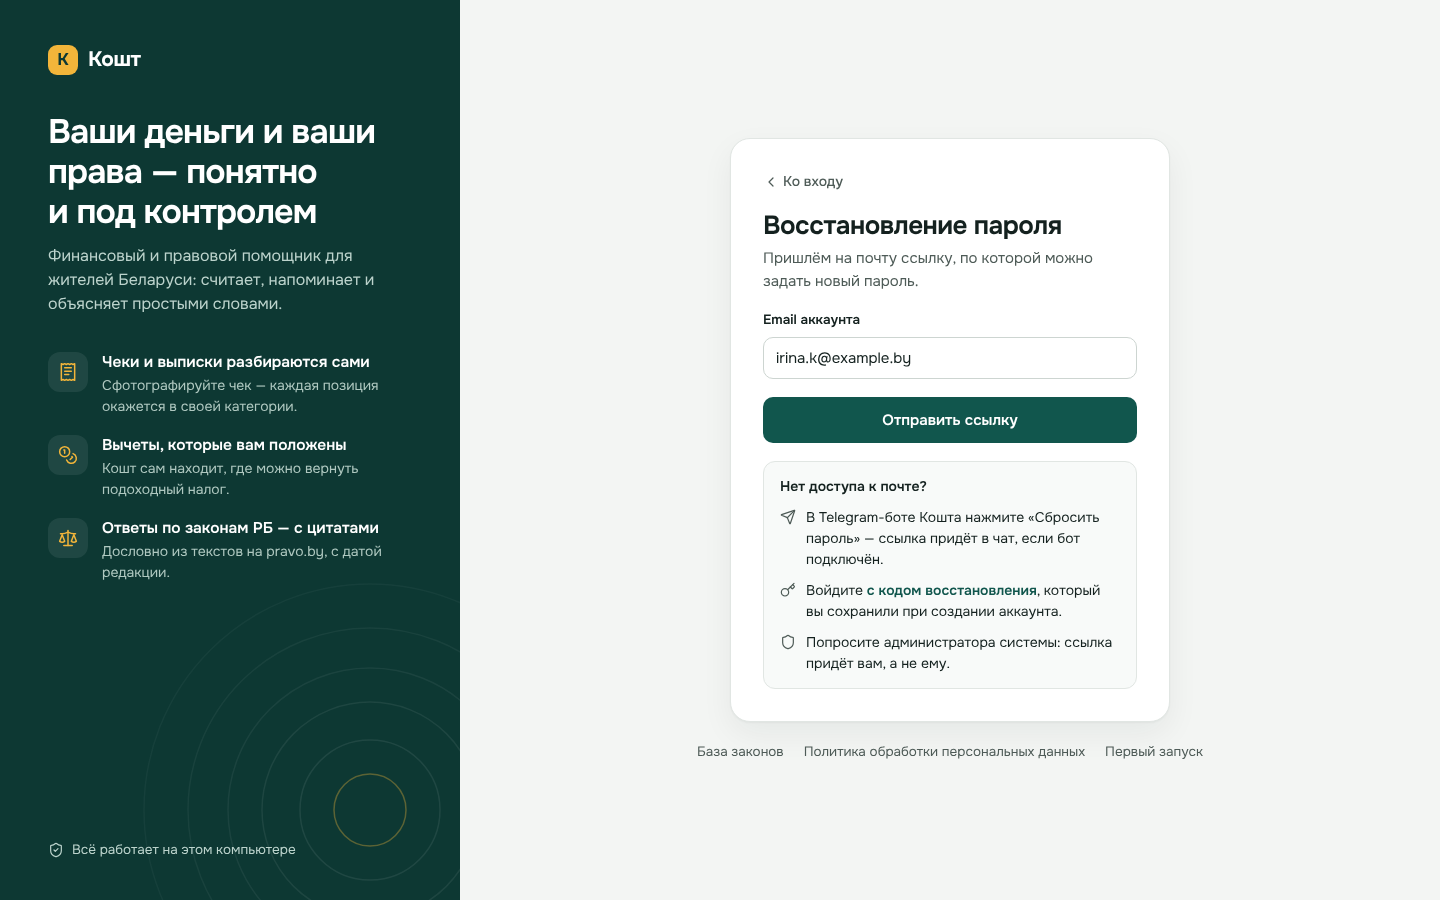 К Кошт
Ваши деньги и ваши
права — понятно
и под контролем
Финансовый и правовой помощник для
жителей Беларуси: считает, напоминает и
объясняет простыми словами.
Чеки и выписки разбираются сами
Сфотографируйте чек — каждая позиция
окажется в своей категории.
Вычеты, которые вам положены
Кошт сам находит, где можно вернуть
подоходный налог.
Ответы по законам РБ — с цитатами
Дословно из текстов на pravo.by, с датой
редакции.
Всё работает на этом компьютере
Ко входу
Восстановление пароля
Пришлём на почту ссылку, по которой можно
задать новый пароль.
Email аккаунта
irina.k@example.by
Отправить ссылку
Нет доступа к почте?
В Telegram-боте Кошта нажмите «Сбросить
пароль» — ссылка придёт в чат, если бот
подключён.
Войдите с кодом восстановления, который
вы сохранили при создании аккаунта.
Попросите администратора системы: ссылка
придёт вам, а не ему.
База законов Политика обработки персональных данных Первый запуск